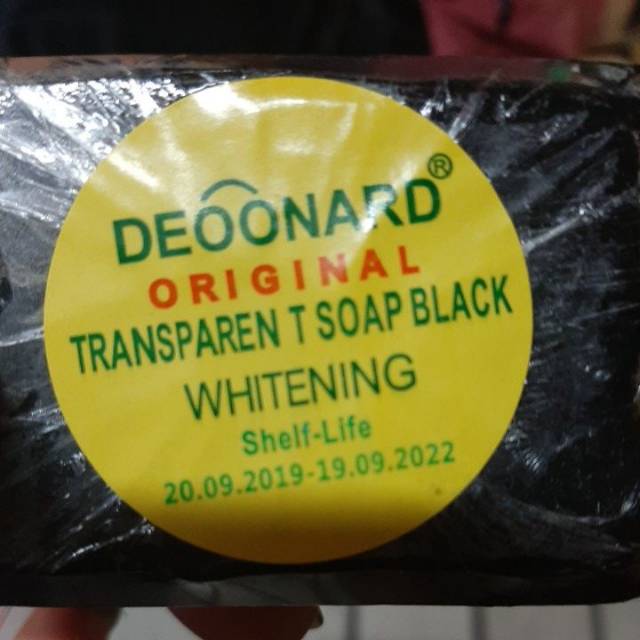 DEOONARD®
ORIGINAL
TRANSPAREN T SOAP BLACK
WHITENING
Shelf-Life
20.09.2019-19.09.2022